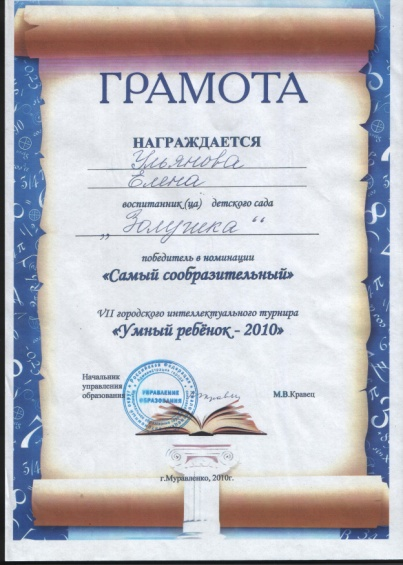 ГРАМОТА
НАГРАЖДАЕТСЯ
Ульянова
Елена
воспитанник (ца) детского сада
„Золушка“
победитель в номинации
«Самый сообразительный»
VII городского интеллектуального турнира
«Умный ребёнок - 2010»
Начальник
управления
образования
М.В.Кравец
УПРАВЛЕНИЕ
ОБРАЗОВАНИЯ
г.Муравленко, 2010г.